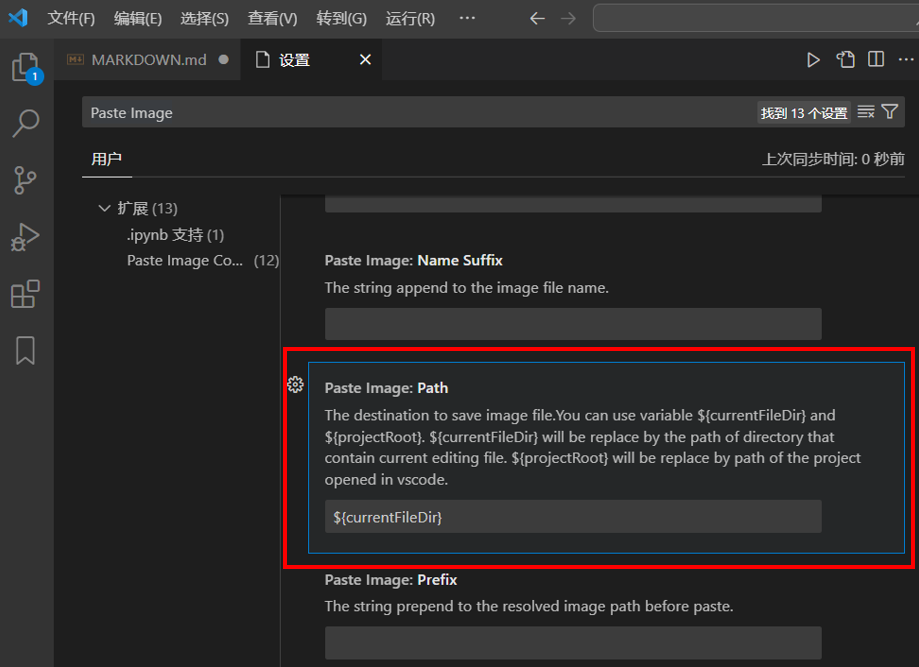 文件(F) 编辑(E) 选择(S) 查看(V) 转到(G) 运行(R) ···
MARKDOWN.md 设置
1
Paste Image 找到 13 个设置
用户 上次同步时间: 0 秒前
扩展 (13)
.ipynb 支持 (1)
Paste Image Co... (12)
Paste Image: Name Suffix
The string append to the image file name.
Paste Image: Path
The destination to save image file.You can use variable ${currentFileDir} and
${projectRoot}. ${currentFileDir} will be replace by the path of directory that
contain current editing file. ${projectRoot} will be replace by path of the project
opened in vscode.
${currentFileDir}
Paste Image: Prefix
The string prepend to the resolved image path before paste.